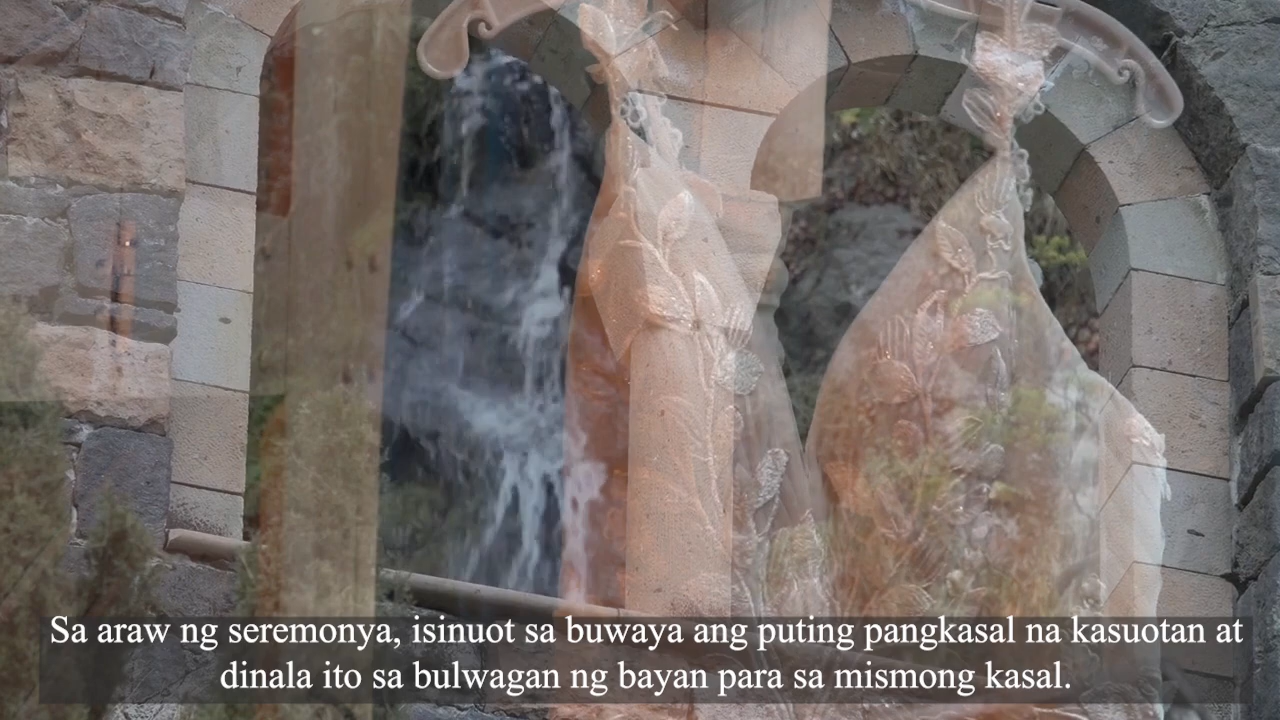 Sa araw ng seremonya, isinuot sa buwaya ang puting pangkasal na kasuotan at
dinala ito sa bulwagan ng bayan para sa mismong kasal.